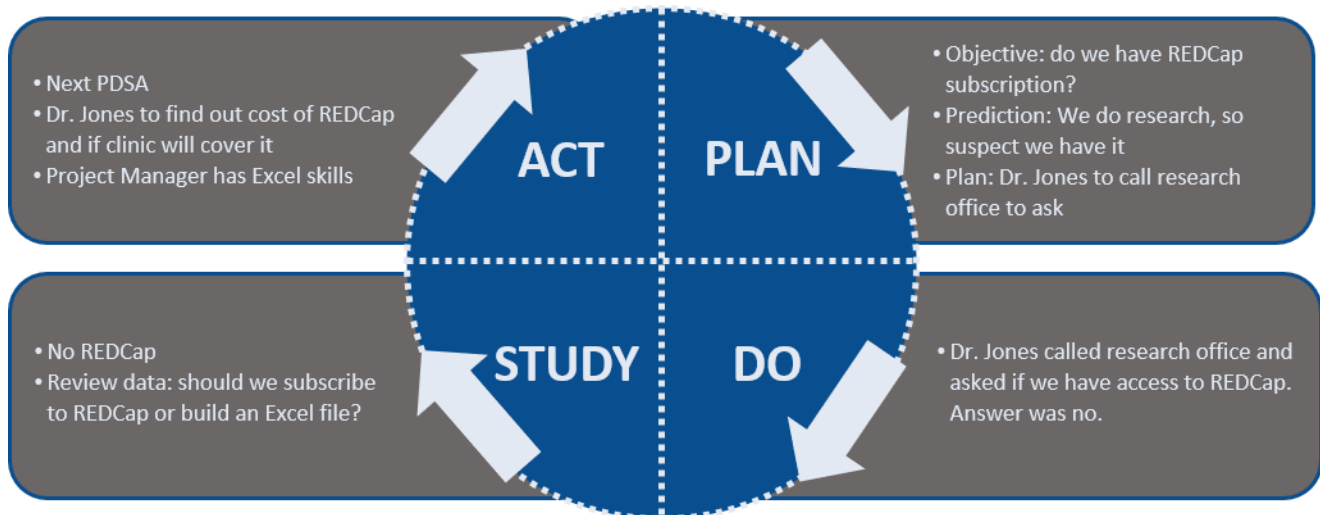 • Next PDSA
• Dr. Jones to find out cost of REDCap
and if clinic will cover it
• Project Manager has Excel skills
ACT
PLAN
• Objective: do we have REDCap
subscription?
• Prediction: We do research, so
suspect we have it
• Plan: Dr. Jones to call research
office to ask
• No REDCap
• Review data: should we subscribe
to REDCap or build an Excel file?
STUDY
DO
• Dr. Jones called research office and
asked if we have access to REDCap.
Answer was no.